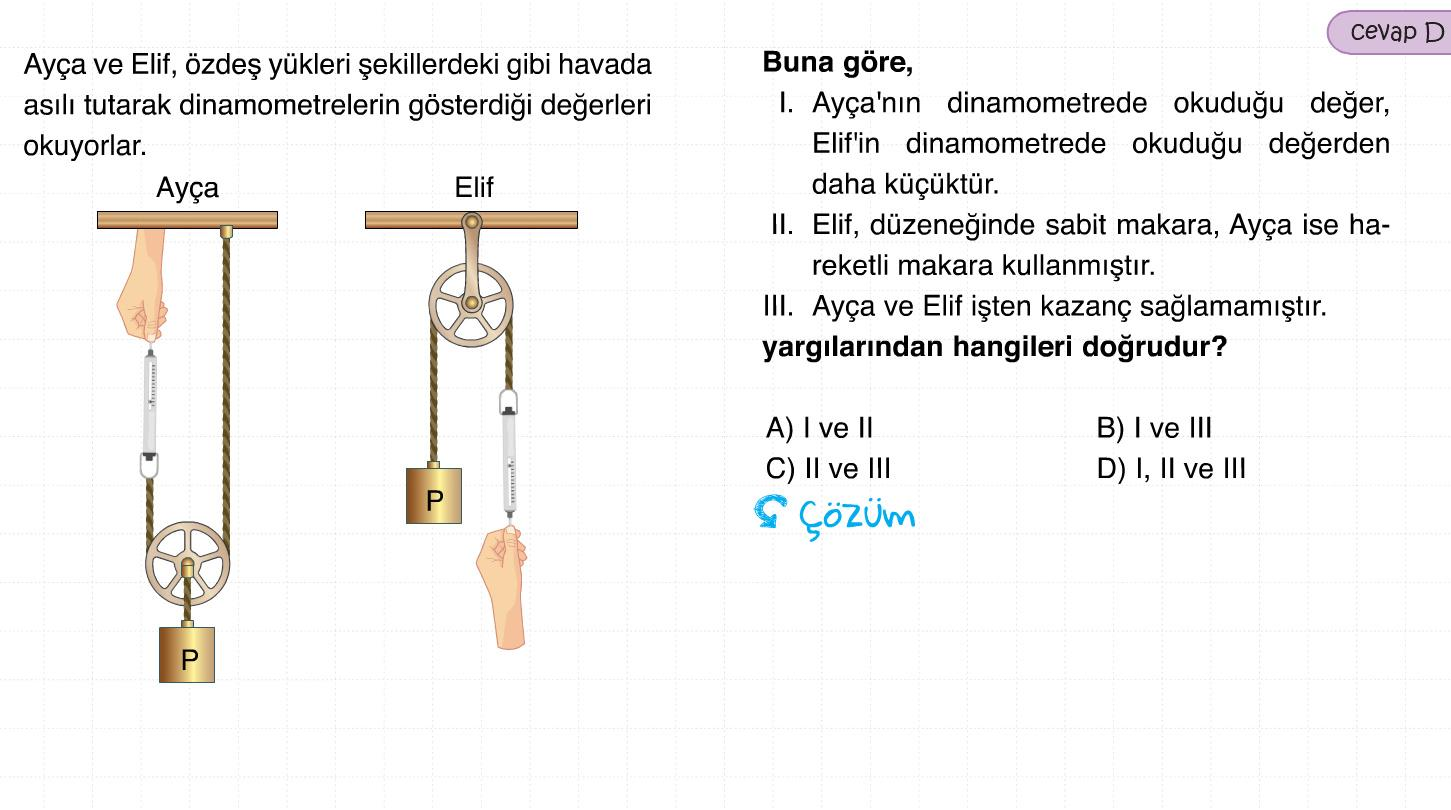 cevap D
Ayça ve Elif, özdeş yükleri şekillerdeki gibi havada
asılı tutarak dinamometrelerin gösterdiği değerleri
okuyorlar.
Ayça
Elif
P
P
Buna göre,
I. Ayça'nın dinamometrede okuduğu değer,
Elif'in dinamometrede okuduğu değerden
daha küçüktür.
II. Elif, düzeneğinde sabit makara, Ayça ise ha-
reketli makara kullanmıştır.
III. Ayça ve Elif işten kazanç sağlamamıştır.
yargılarından hangileri doğrudur?
A) I ve II
B) I ve III
C) II ve III
D) I, II ve III
Çözüm